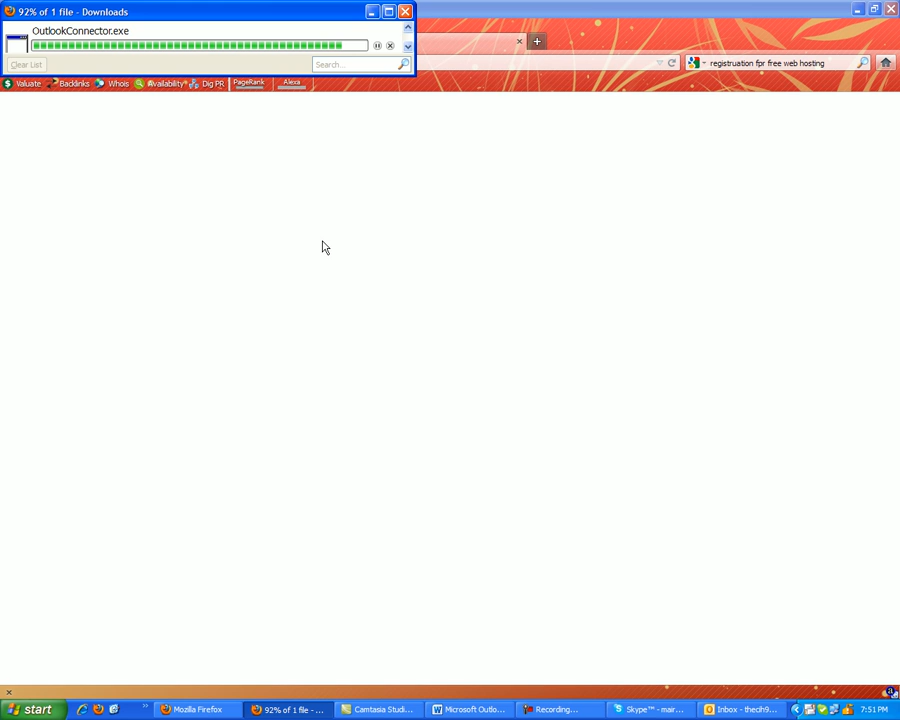 92% of 1 file - Downloads
OutlookConnector.exe
Clear List
Search...
registruation fpr free web hosting
Valuate
Backlinks
Whois
Availability
Dig PR
PageRank
Alexa
start
Mozilla Firefox
92% of 1 file - ...
Camtasia Studi...
Microsoft Outlo...
Recording...
Skype™ - mair...
Inbox - thecih9...
7:51 PM